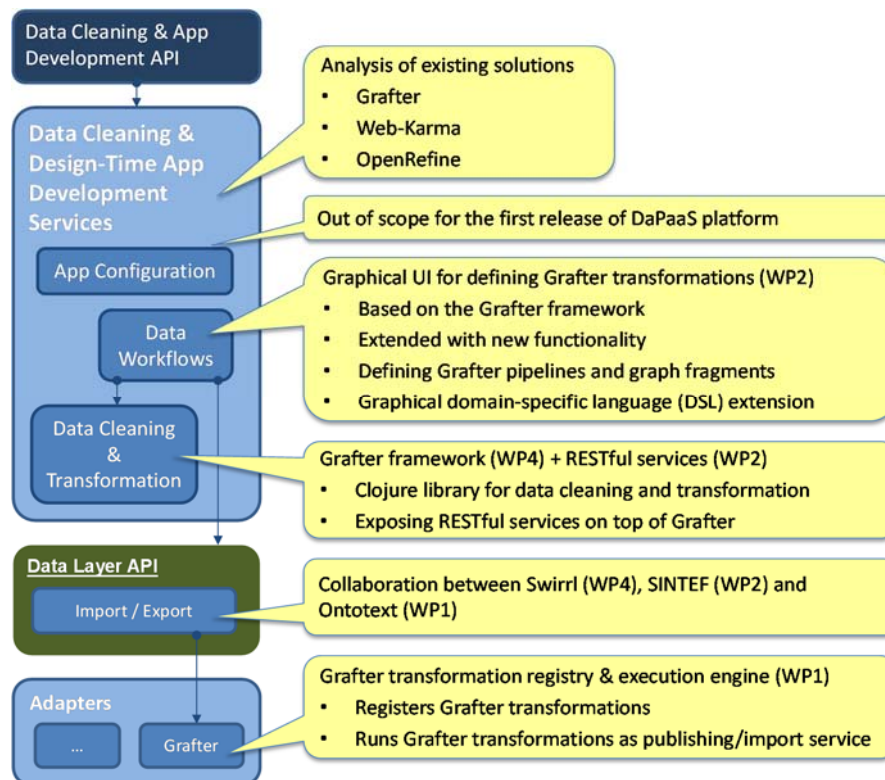 Data Cleaning & App
Development API
Analysis of existing solutions
• Grafter
• Web-Karma
• OpenRefine
Data Cleaning &
Design-Time App
Development
Services
Out of scope for the first release of DaPaaS platform
App Configuration
Graphical UI for defining Grafter transformations (WP2)
• Based on the Grafter framework
• Extended with new functionality
• Defining Grafter pipelines and graph fragments
• Graphical domain-specific language (DSL) extension
Data
Workflows
Data Cleaning
&
Transformation
Grafter framework (WP4) + RESTful services (WP2)
• Clojure library for data cleaning and transformation
• Exposing RESTful services on top of Grafter
Data Layer API
Import / Export
Collaboration between Swirrl (WP4), SINTEF (WP2) and
Ontotext (WP1)
Grafter transformation registry & execution engine (WP1)
• Registers Grafter transformations
• Runs Grafter transformations as publishing/import service
Adapters
...
Grafter